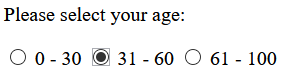 Please select your age:
0 - 30 31 - 60 61 - 100